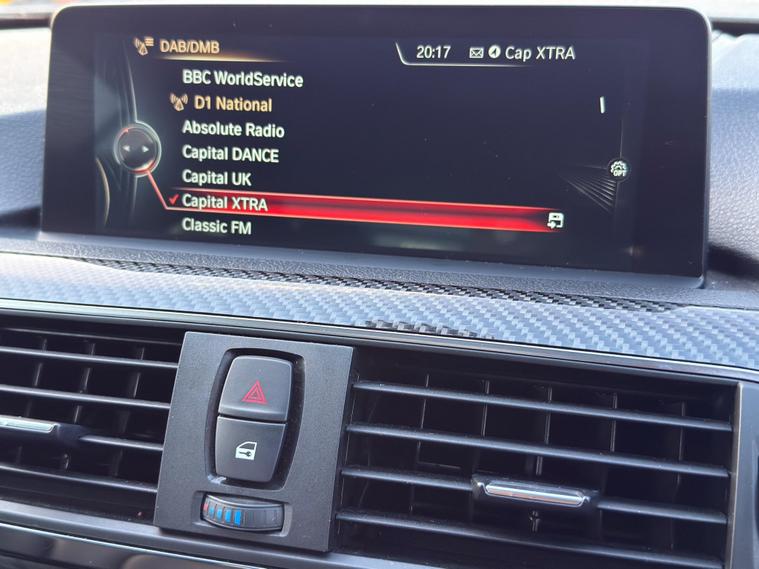 DAB/DMB
20:17 Cap XTRA
BBC WorldService
D1 National
Absolute Radio
Capital DANCE
Capital UK
Capital XTRA
Classic FM
OPT